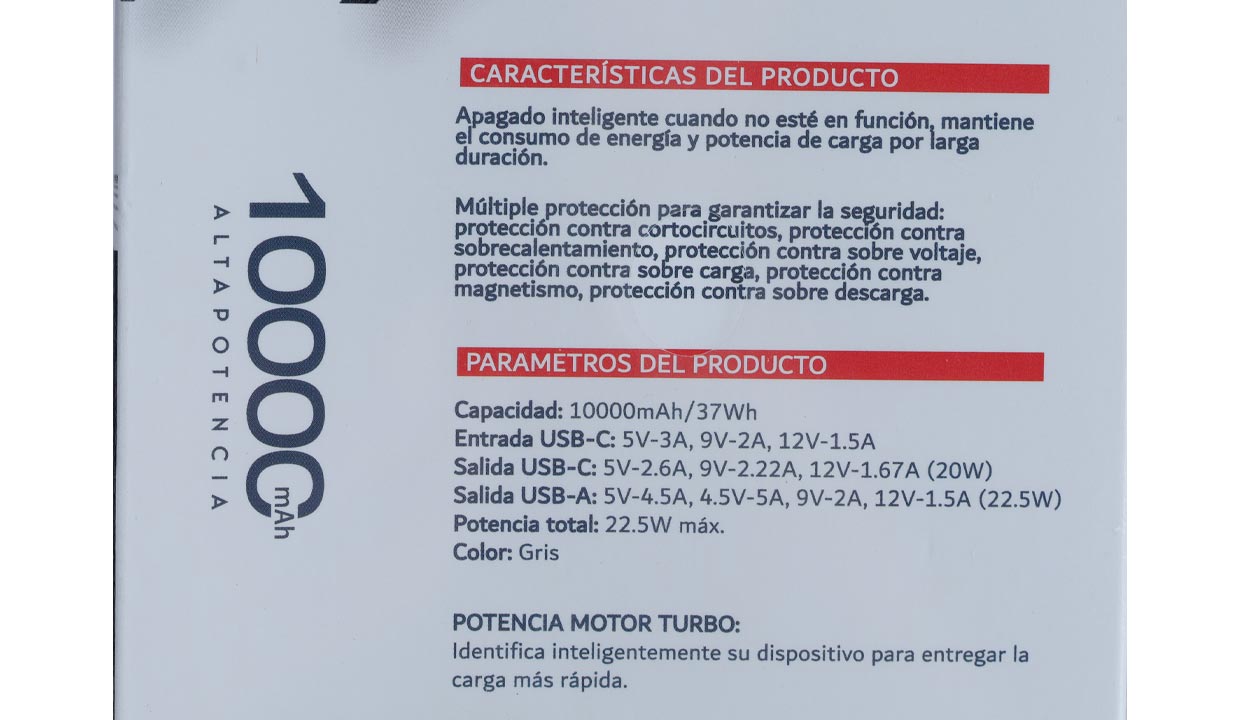 ALTAPOTENCIA
10000
mAh
CARACTERÍSTICAS DEL PRODUCTO
Apagado inteligente cuando no esté en función, mantiene
el consumo de energía y potencia de carga por larga
duración.
Múltiple protección para garantizar la seguridad:
protección contra cortocircuitos, protección contra
sobrecalentamiento, protección contra sobre voltaje,
protección contra sobre carga, protección contra
magnetismo, protección contra sobre descarga.
PARAMETROS DEL PRODUCTO
Capacidad: 10000mAh/37Wh
Entrada USB-C: 5V-3A, 9V-2A, 12V-1.5A
Salida USB-C: 5V-2.6A, 9V-2.22A, 12V-1.67A (20W)
Salida USB-A: 5V-4.5A, 4.5V-5A, 9V-2A, 12V-1.5A (22.5W)
Potencia total: 22.5W máx.
Color: Gris
POTENCIA MOTOR TURBO:
Identifica inteligentemente su dispositivo para entregar la
carga más rápida.